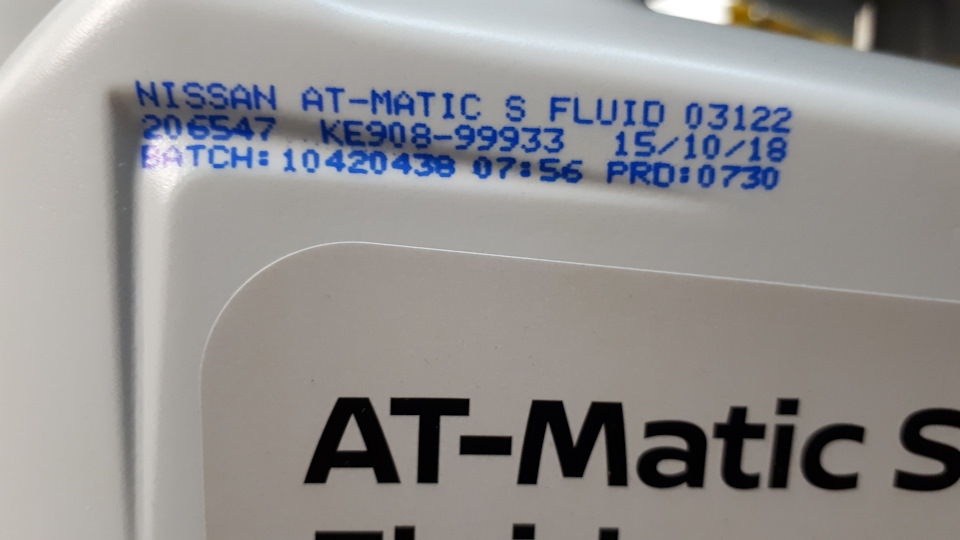 NISSAN AT-MATIC S FLUID 03122
206547 KE908-99933 15/10/18
BATCH:10420438 07:56 PRD:0730
AT-Matic S